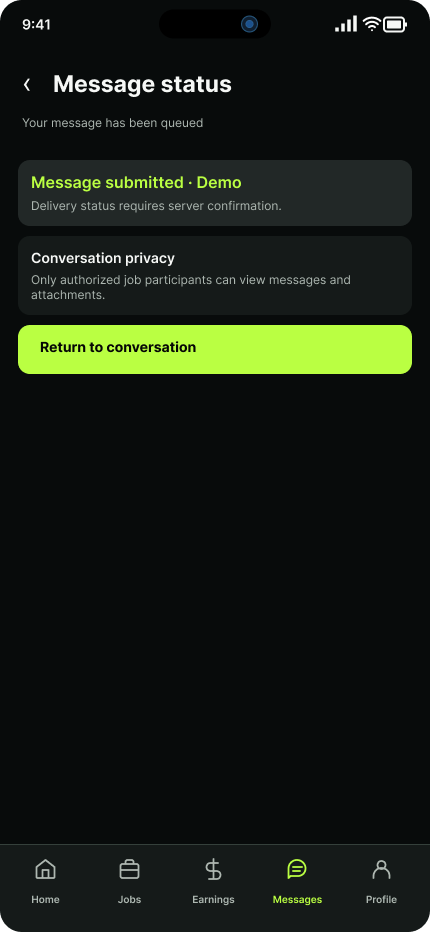 9:41
Message status
Your message has been queued
Message submitted · Demo
Delivery status requires server confirmation.
Conversation privacy
Only authorized job participants can view messages and
attachments.
Return to conversation
Home
Jobs
Earnings
Messages
Profile